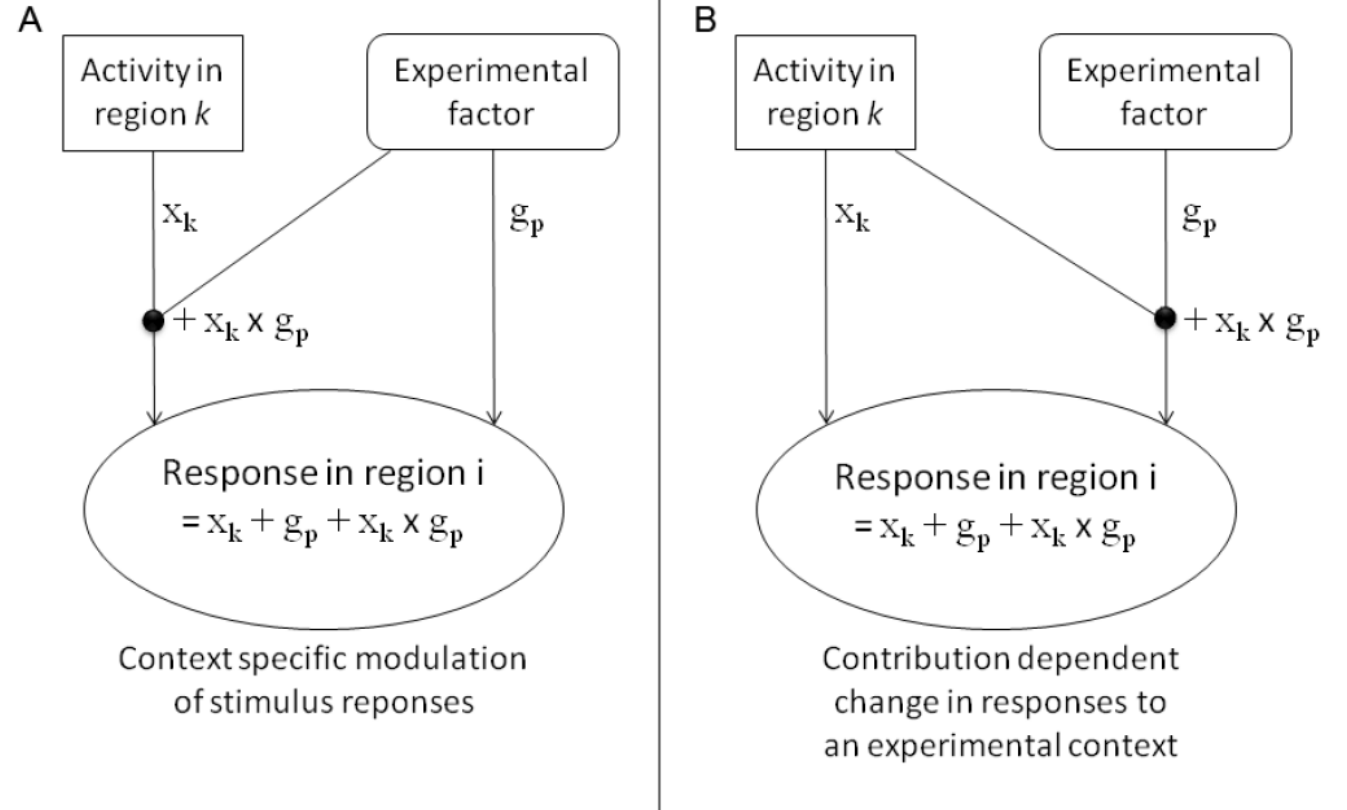 A
Activity in
region k
Experimental
factor
xk
gp
+ xk x gp
Response in region i
= xk + gp + xk x gp
Context specific modulation
of stimulus reponses
B
Activity in
region k
Experimental
factor
xk
gp
+ xk x gp
Response in region i
= xk + gp + xk x gp
Contribution dependent
change in responses to
an experimental context